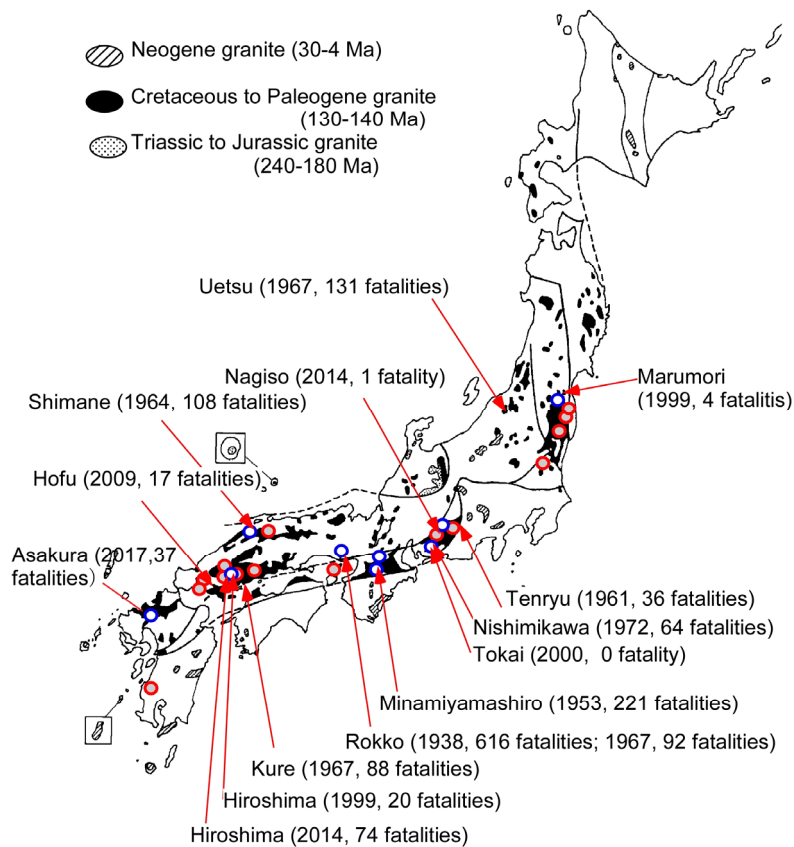 Neogene granite (30-4 Ma)
Cretaceous to Paleogene granite
(130-140 Ma)
Triassic to Jurassic granite
(240-180 Ma)
Uetsu (1967, 131 fatalities)
Nagiso (2014, 1 fatality)
Marumori
(1999, 4 fatalitis)
Shimane (1964, 108 fatalities)
Hofu (2009, 17 fatalities)
Asakura (2017,37
fatalities)
Tenryu (1961, 36 fatalities)
Nishimikawa (1972, 64 fatalities)
Tokai (2000, 0 fatality)
Minamiyamashiro (1953, 221 fatalities)
Rokko (1938, 616 fatalities; 1967, 92 fatalities)
Kure (1967, 88 fatalities)
Hiroshima (1999, 20 fatalities)
Hiroshima (2014, 74 fatalities)